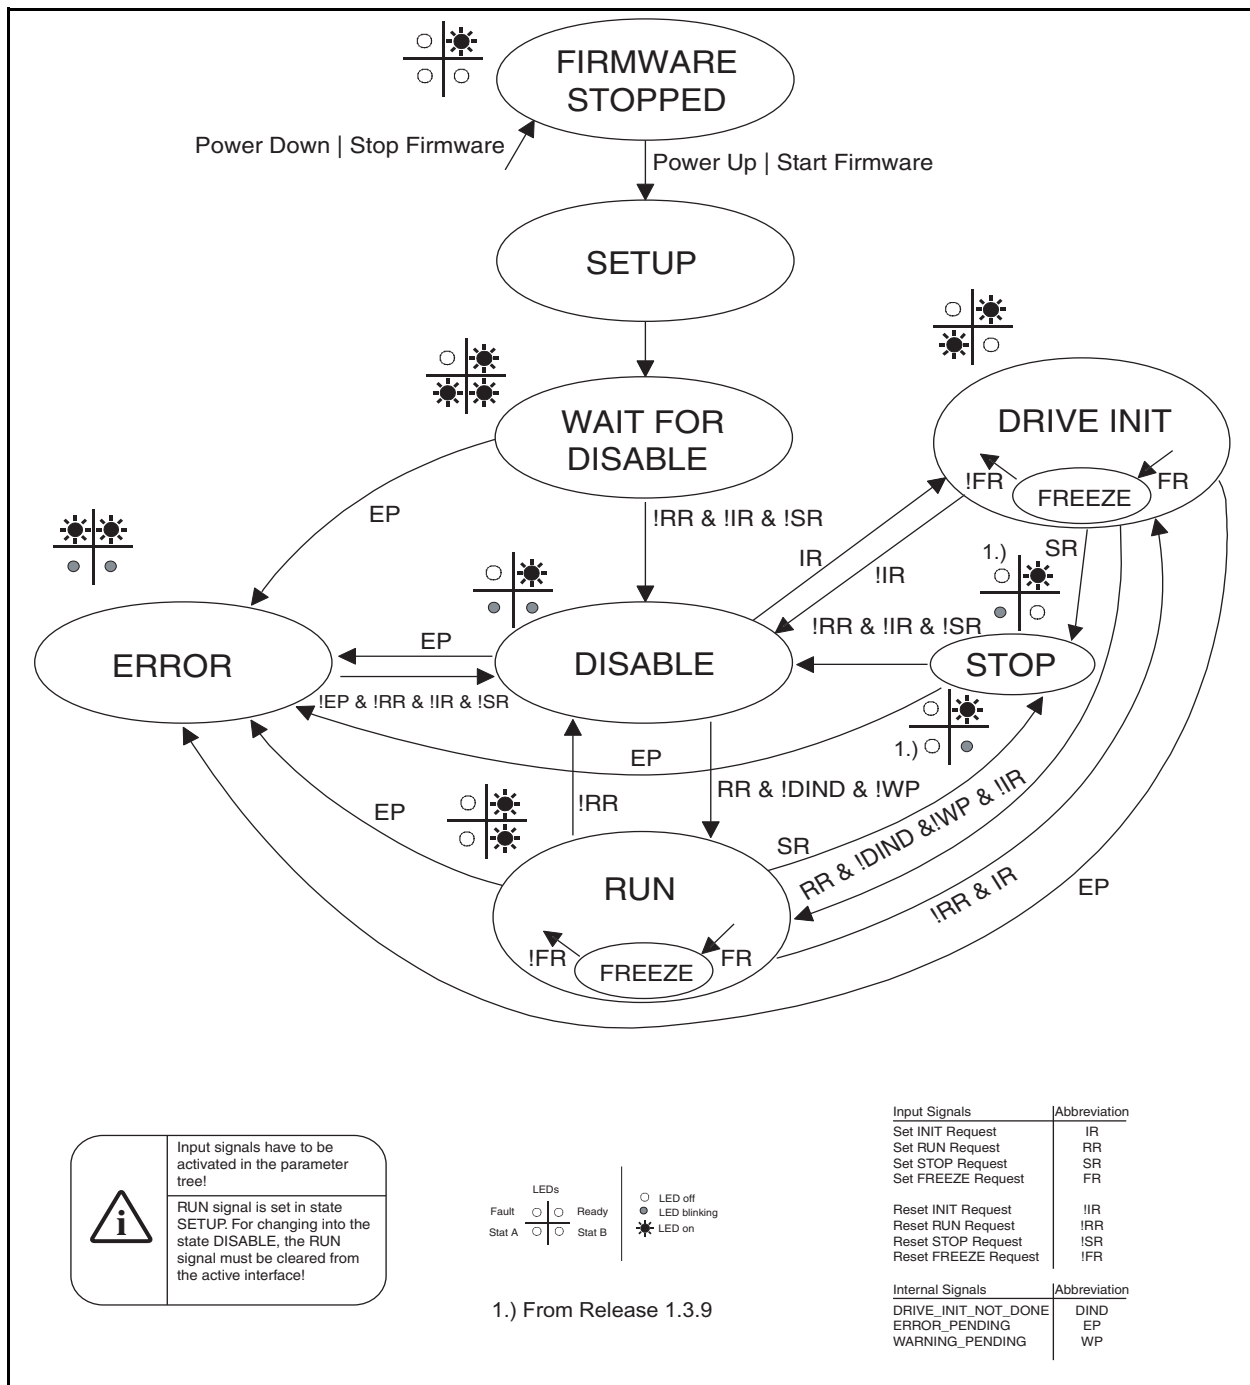 FIRMWARE
STOPPED
Power Down | Stop Firmware
Power Up | Start Firmware
SETUP
WAIT FOR
DISABLE
DRIVE INIT
!FR
FR
FREEZE
EP
!RR & !IR & !SR
IR
!IR
1.)
SR
!RR & !IR & !SR
ERROR
EP
DISABLE
STOP
!EP & !RR & !IR & !SR
1.)
EP
RR & !DIND & !WP
!RR
EP
SR
RR & !DIND &!WP & !IR
!RR & IR
EP
RUN
!FR
FR
FREEZE
Input signals have to be
activated in the parameter
tree!
RUN signal is set in state
SETUP. For changing into the
state DISABLE, the RUN
signal must be cleared from
the active interface!
i
LEDs
Fault
Ready
Stat A
Stat B
LED off
LED blinking
LED on
1.) From Release 1.3.9
Input Signals Abbreviation
Set INIT Request IR
Set RUN Request RR
Set STOP Request SR
Set FREEZE Request FR
Reset INIT Request !IR
Reset RUN Request !RR
Reset STOP Request !SR
Reset FREEZE Request !FR
Internal Signals Abbreviation
DRIVE_INIT_NOT_DONE DIND
ERROR_PENDING EP
WARNING_PENDING WP